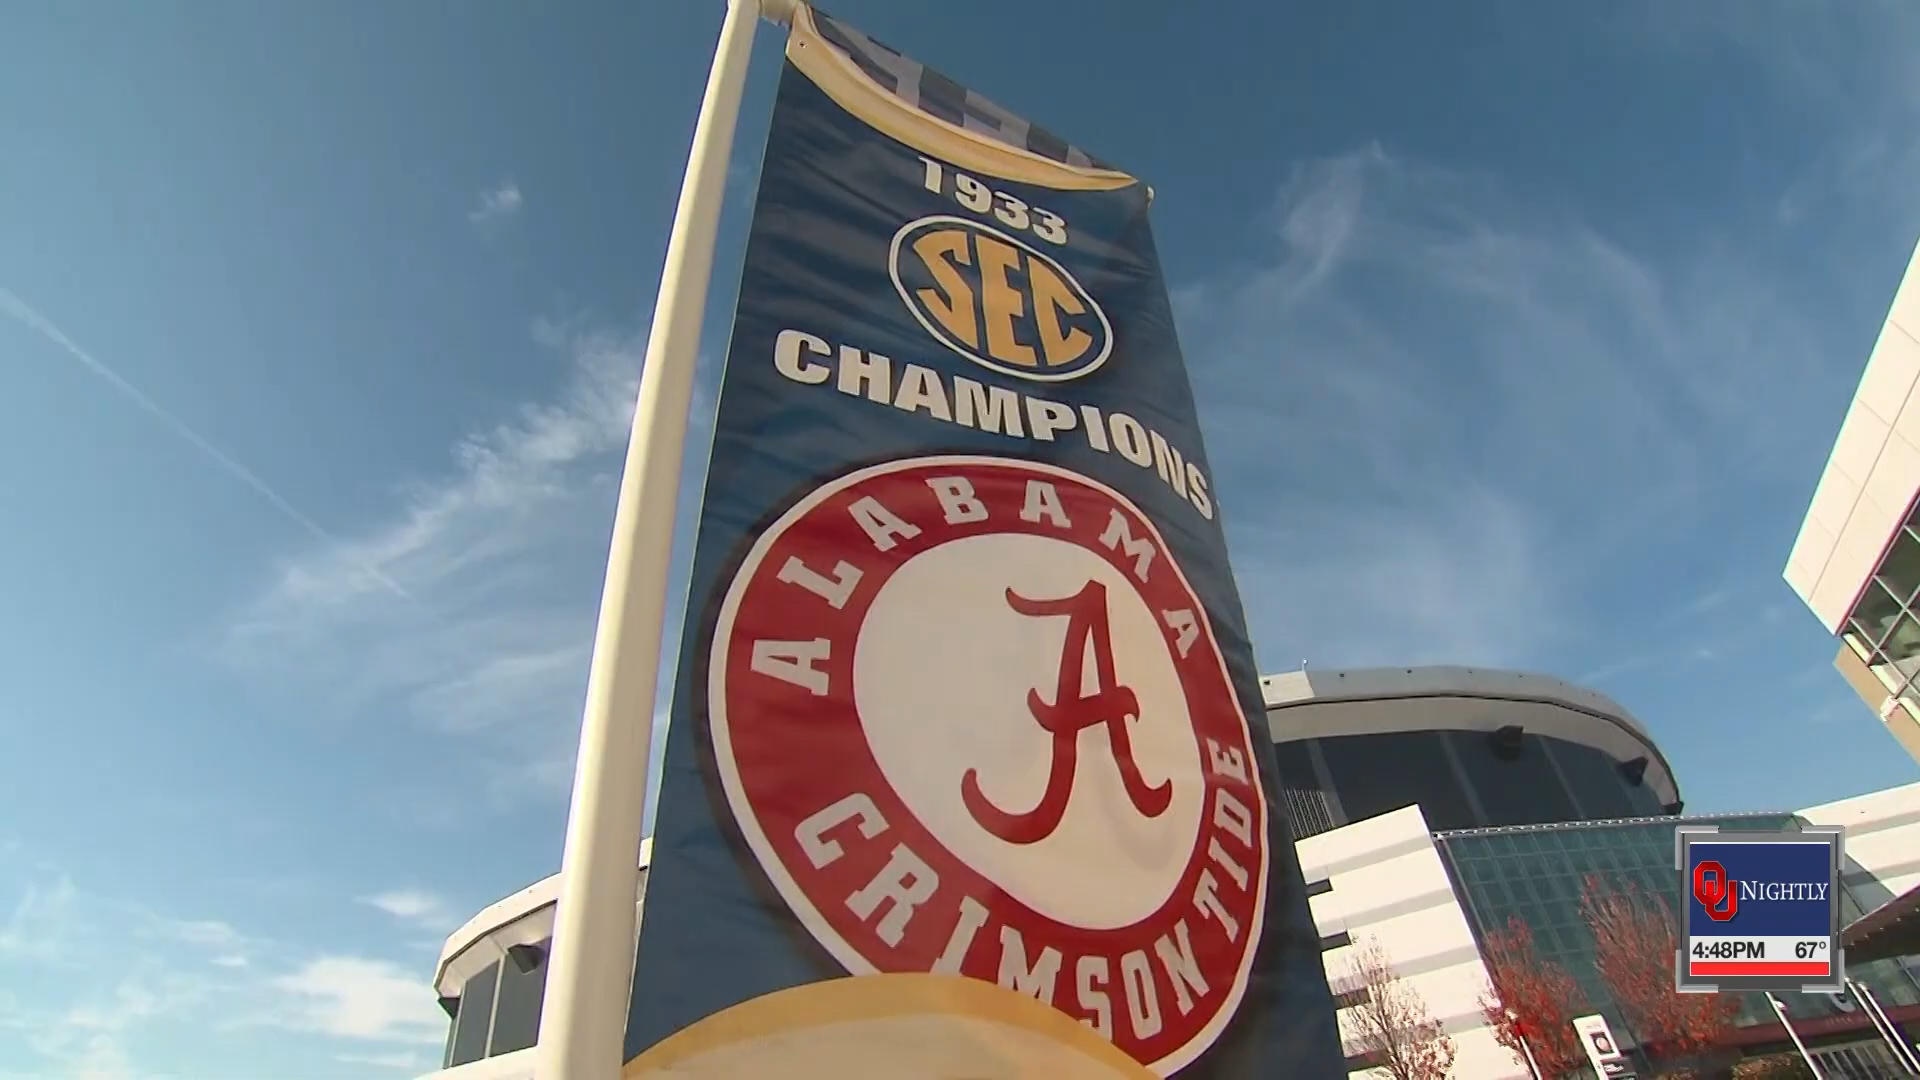 1933
SEC
CHAMPIONS
ALABAMA
A
CRIMSON TIDE
OU NIGHTLY
4:48PM 67°